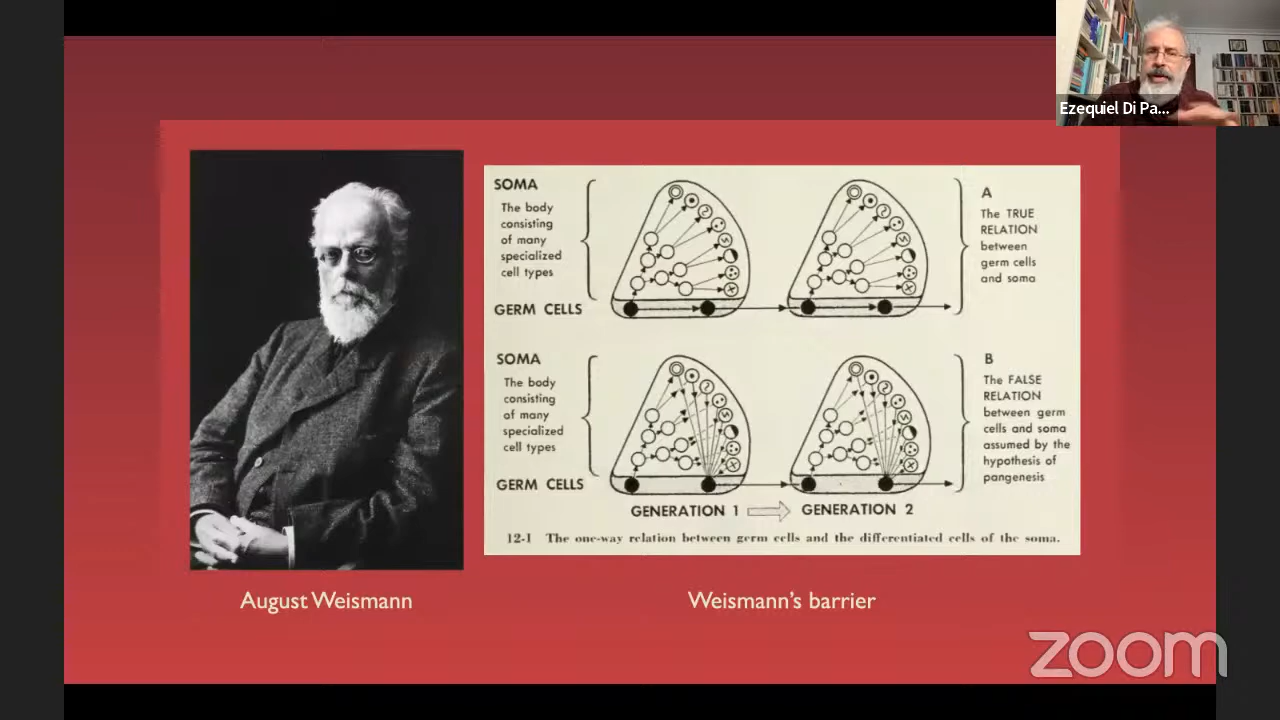 Ezequiel Di Pa...
SOMA
The body
consisting
of many
specialized
cell types
GERM CELLS
A
The TRUE
RELATION
between
germ cells
and soma
SOMA
The body
consisting
of many
specialized
cell types
GERM CELLS
B
The FALSE
RELATION
between germ
cells and soma
assumed by the
hypothesis of
pangenesis
GENERATION 1 GENERATION 2
12-1 The one-way relation between germ cells and the differentiated cells of the soma.
August Weismann
Weismann's barrier
zoom